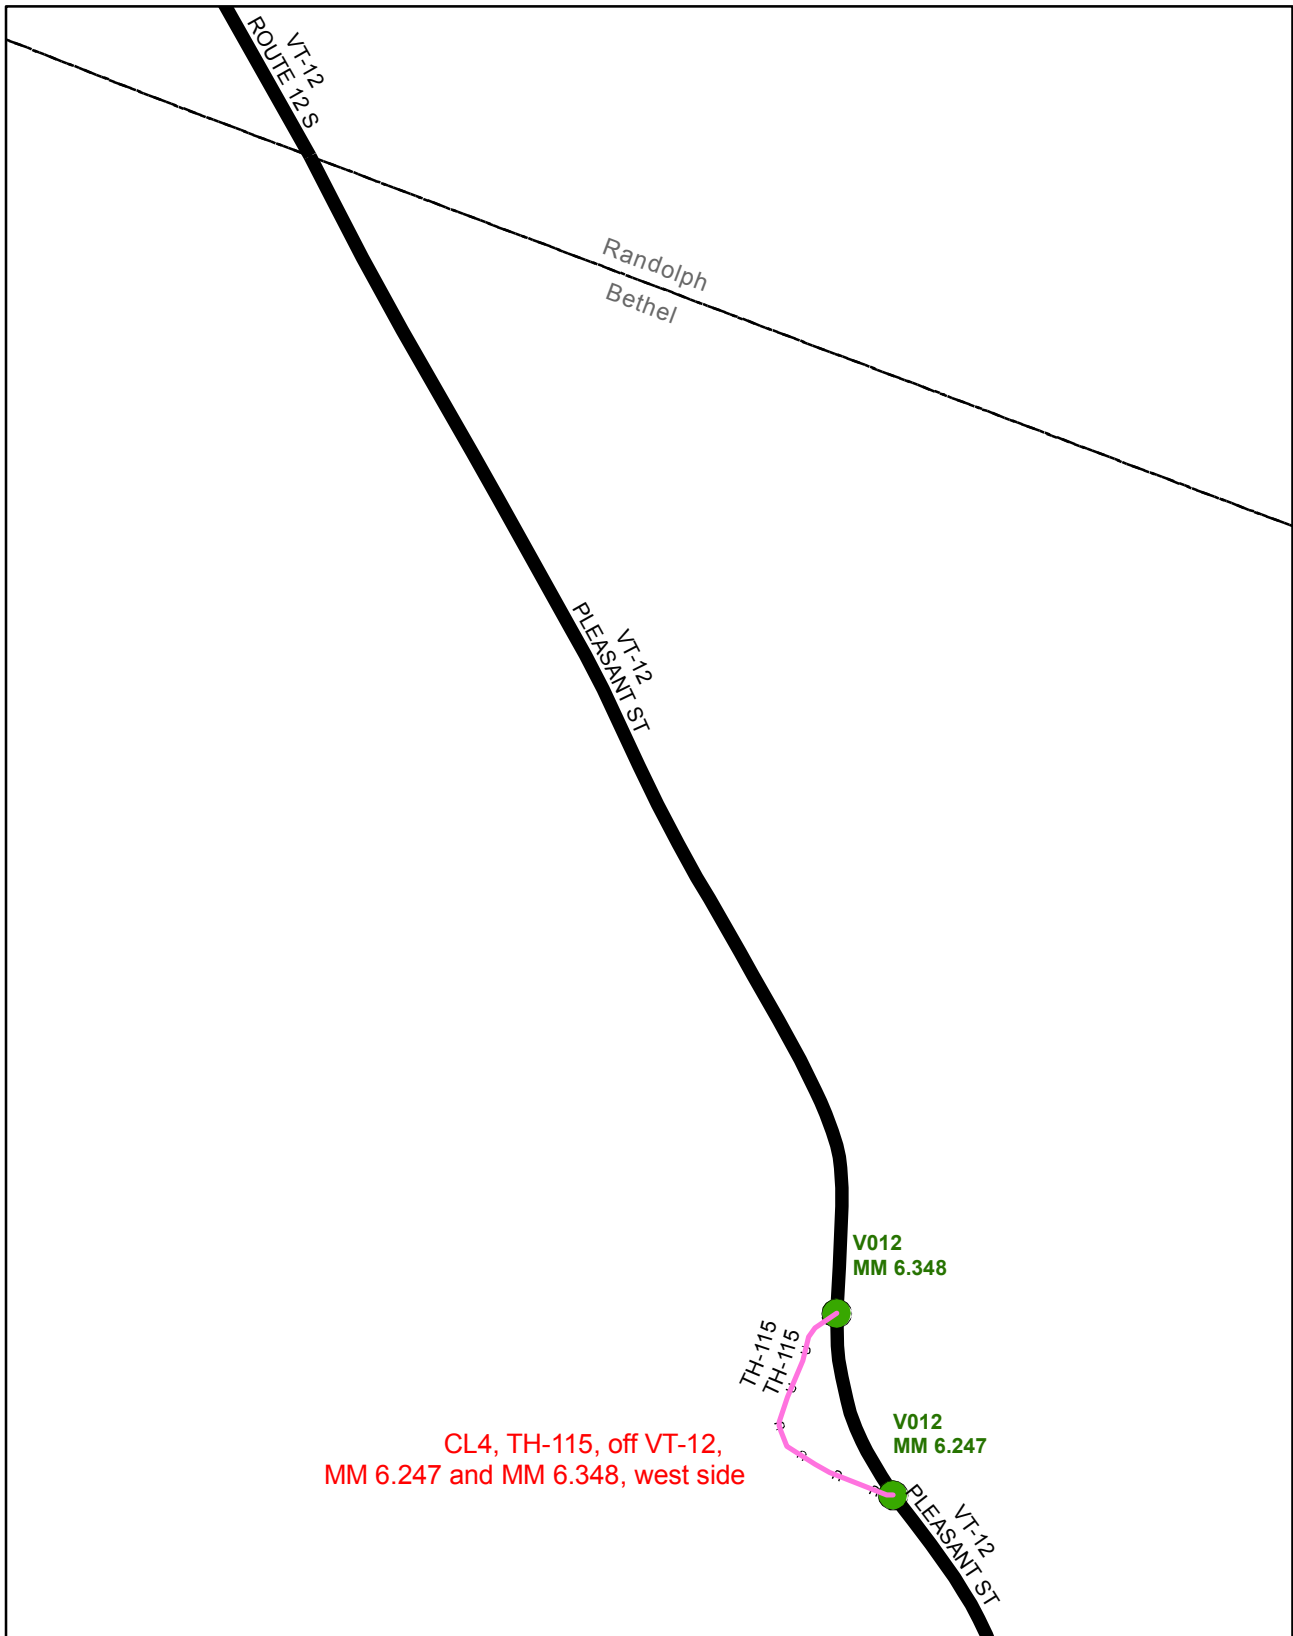 VT-12
ROUTE 12 S
Randolph
Bethel
VT-12
PLEASANT ST
V012
MM 6.348
TH-115
TH-115
V012
MM 6.247
CL4, TH-115, off VT-12,
MM 6.247 and MM 6.348, west side
VT-12
PLEASANT ST